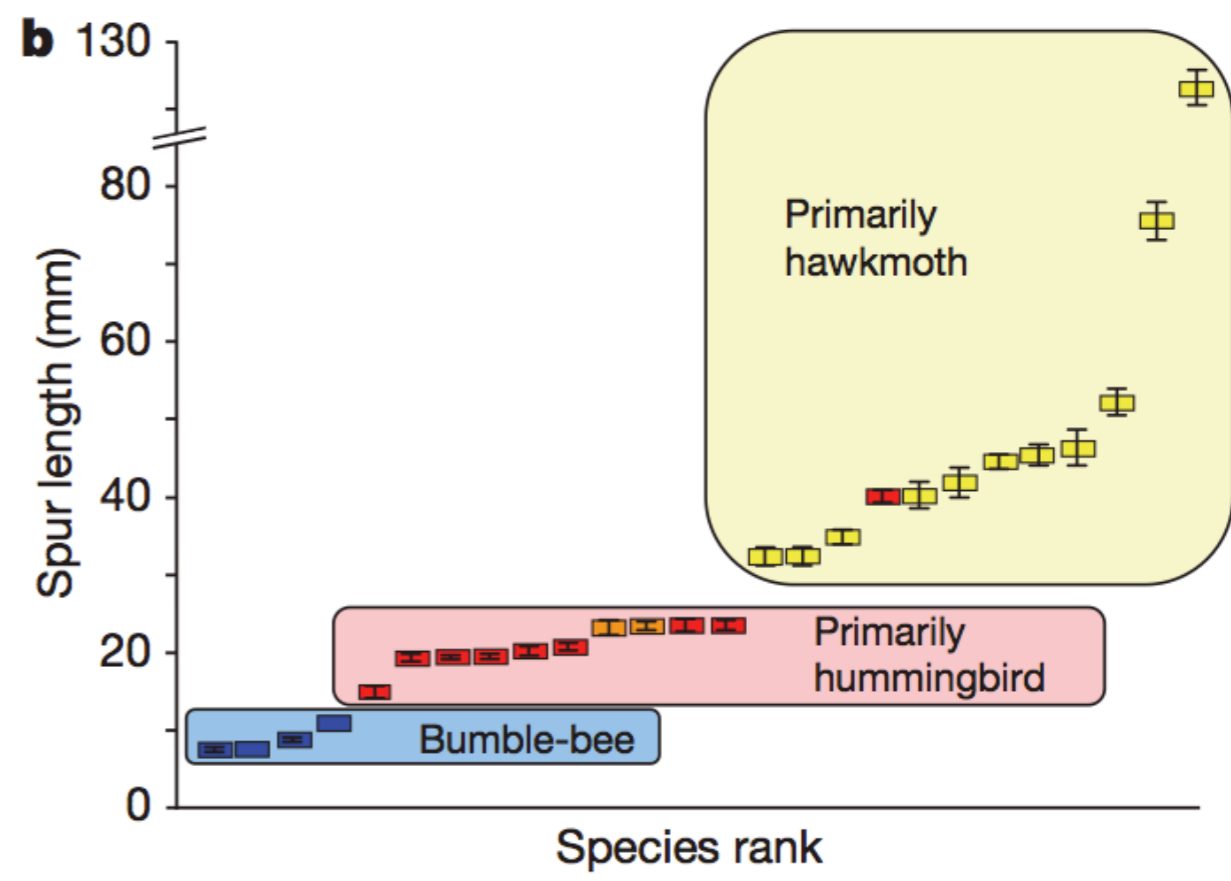 b
130
80
60
40
20
0
Spur length (mm)
Primarily
hawkmoth
Primarily
hummingbird
Bumble-bee
Species rank